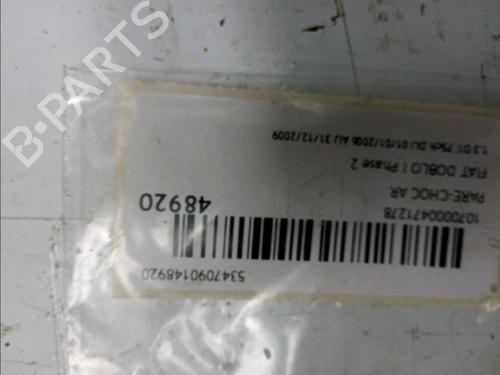 B-PARTS
5347090148920
1070000471278
48920
PARE-CHOC AR
FIAT DOBLO I Phase 2
1.3 DT 75ch DU 01/01/2006 AU 31/12/2009